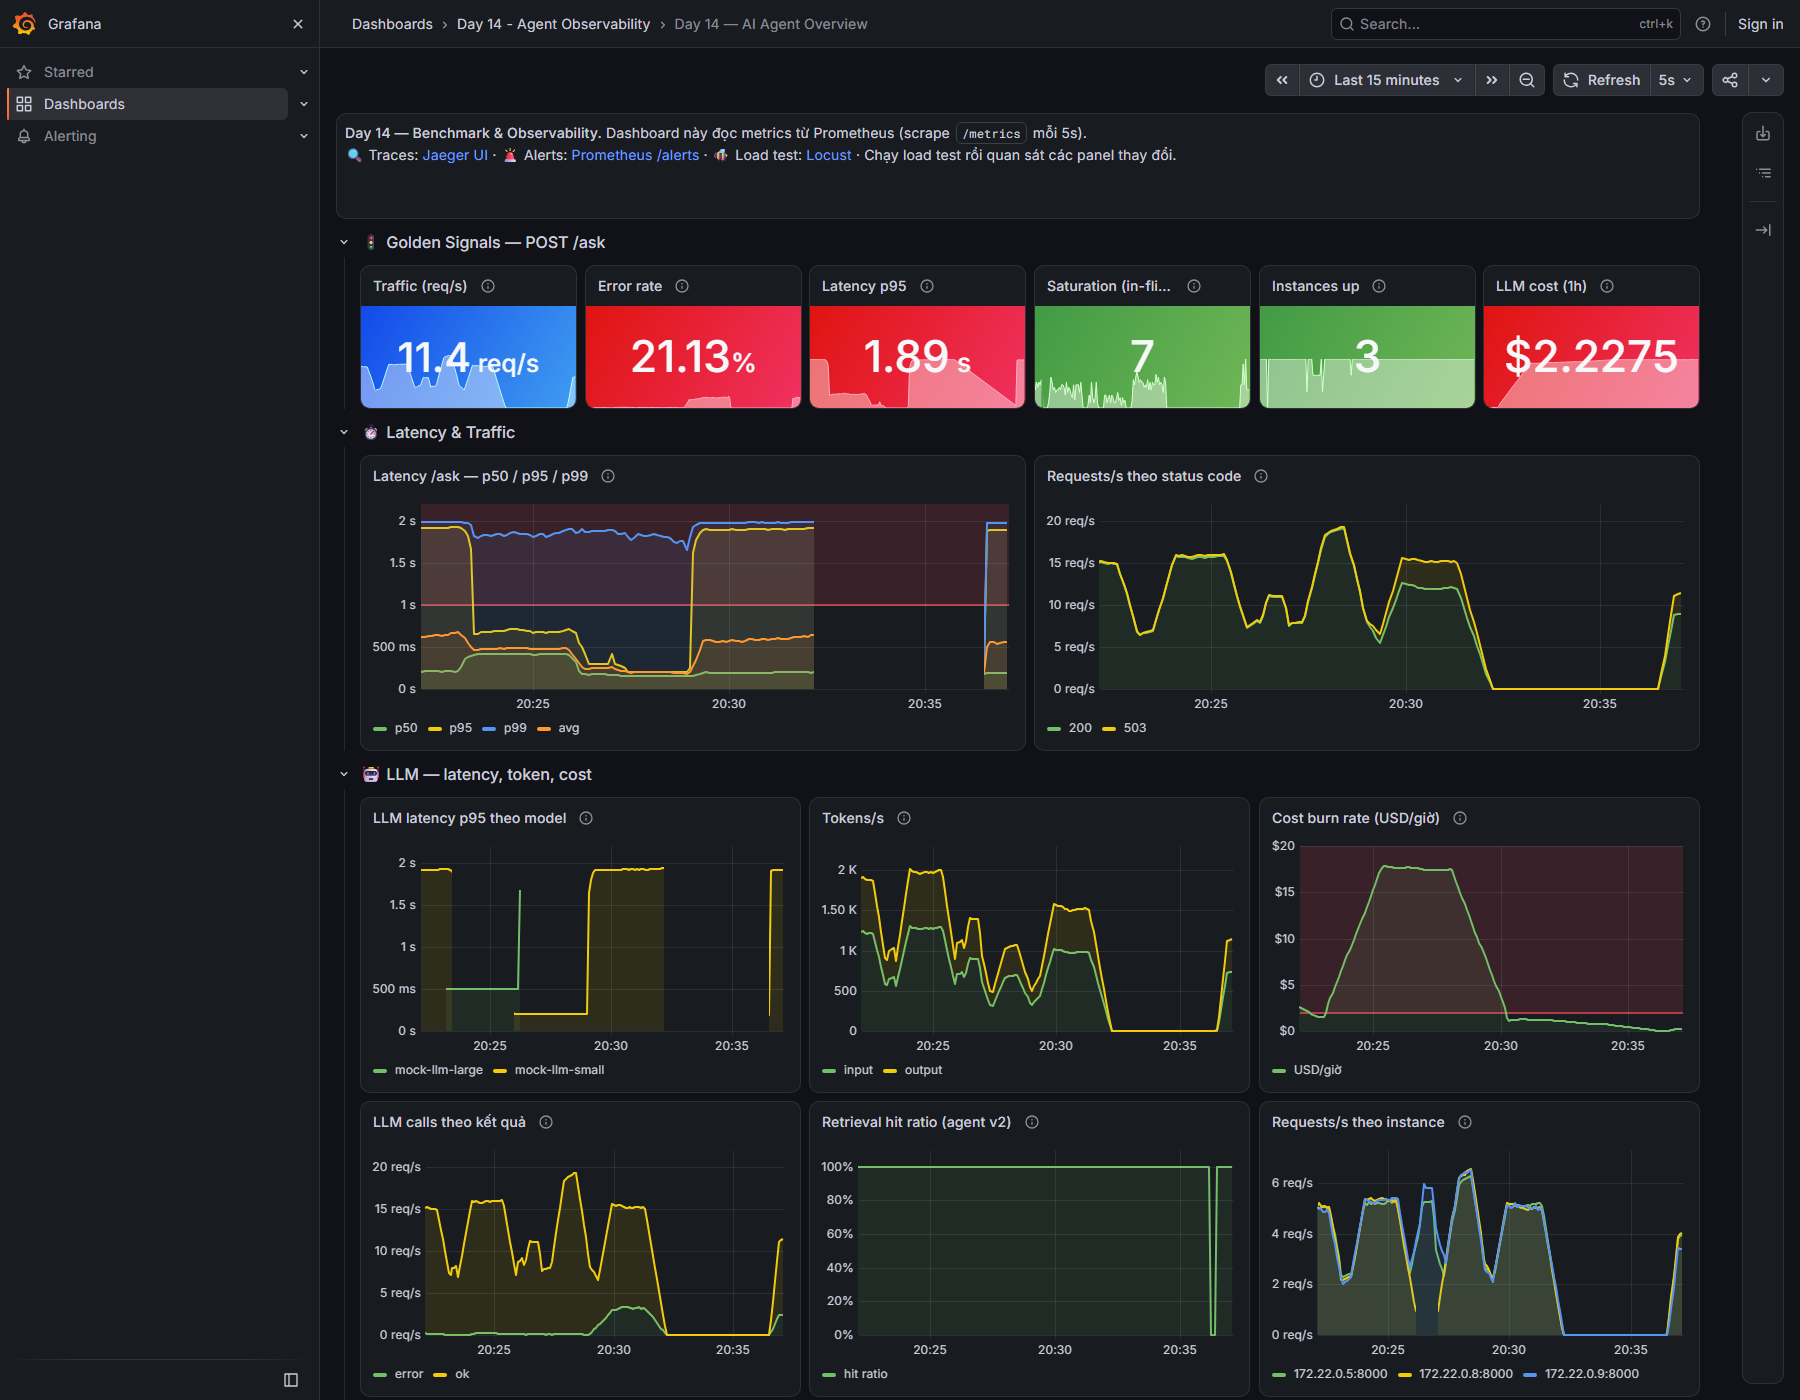 Grafana
Dashboards › Day 14 - Agent Observability › Day 14 — AI Agent Overview
Search... ctrl+k
Sign in
Starred
Dashboards
Alerting
Last 15 minutes
Refresh 5s
Day 14 — Benchmark & Observability. Dashboard này đọc metrics từ Prometheus (scrape /metrics mỗi 5s).
Traces: Jaeger UI · Alerts: Prometheus /alerts · Load test: Locust · Chạy load test rồi quan sát các panel thay đổi.
Golden Signals — POST /ask
Traffic (req/s)
11.4 req/s
Error rate
21.13%
Latency p95
1.89 s
Saturation (in-fli...
7
Instances up
3
LLM cost (1h)
$2.2275
Latency & Traffic
Latency /ask — p50 / p95 / p99
2 s
1.5 s
1 s
500 ms
0 s
20:25 20:30 20:35
p50 p95 p99 avg
Requests/s theo status code
20 req/s
15 req/s
10 req/s
5 req/s
0 req/s
20:25 20:30 20:35
200 503
LLM — latency, token, cost
LLM latency p95 theo model
2 s
1.5 s
1 s
500 ms
0 s
20:25 20:30 20:35
mock-llm-large mock-llm-small
Tokens/s
2 K
1.50 K
1 K
500
0
20:25 20:30 20:35
input output
Cost burn rate (USD/giờ)
$20
$15
$10
$5
$0
20:25 20:30 20:35
USD/giờ
LLM calls theo kết quả
20 req/s
15 req/s
10 req/s
5 req/s
0 req/s
20:25 20:30 20:35
error ok
Retrieval hit ratio (agent v2)
100%
80%
60%
40%
20%
0%
20:25 20:30 20:35
hit ratio
Requests/s theo instance
6 req/s
4 req/s
2 req/s
0 req/s
20:25 20:30 20:35
172.22.0.5:8000 172.22.0.8:8000 172.22.0.9:8000